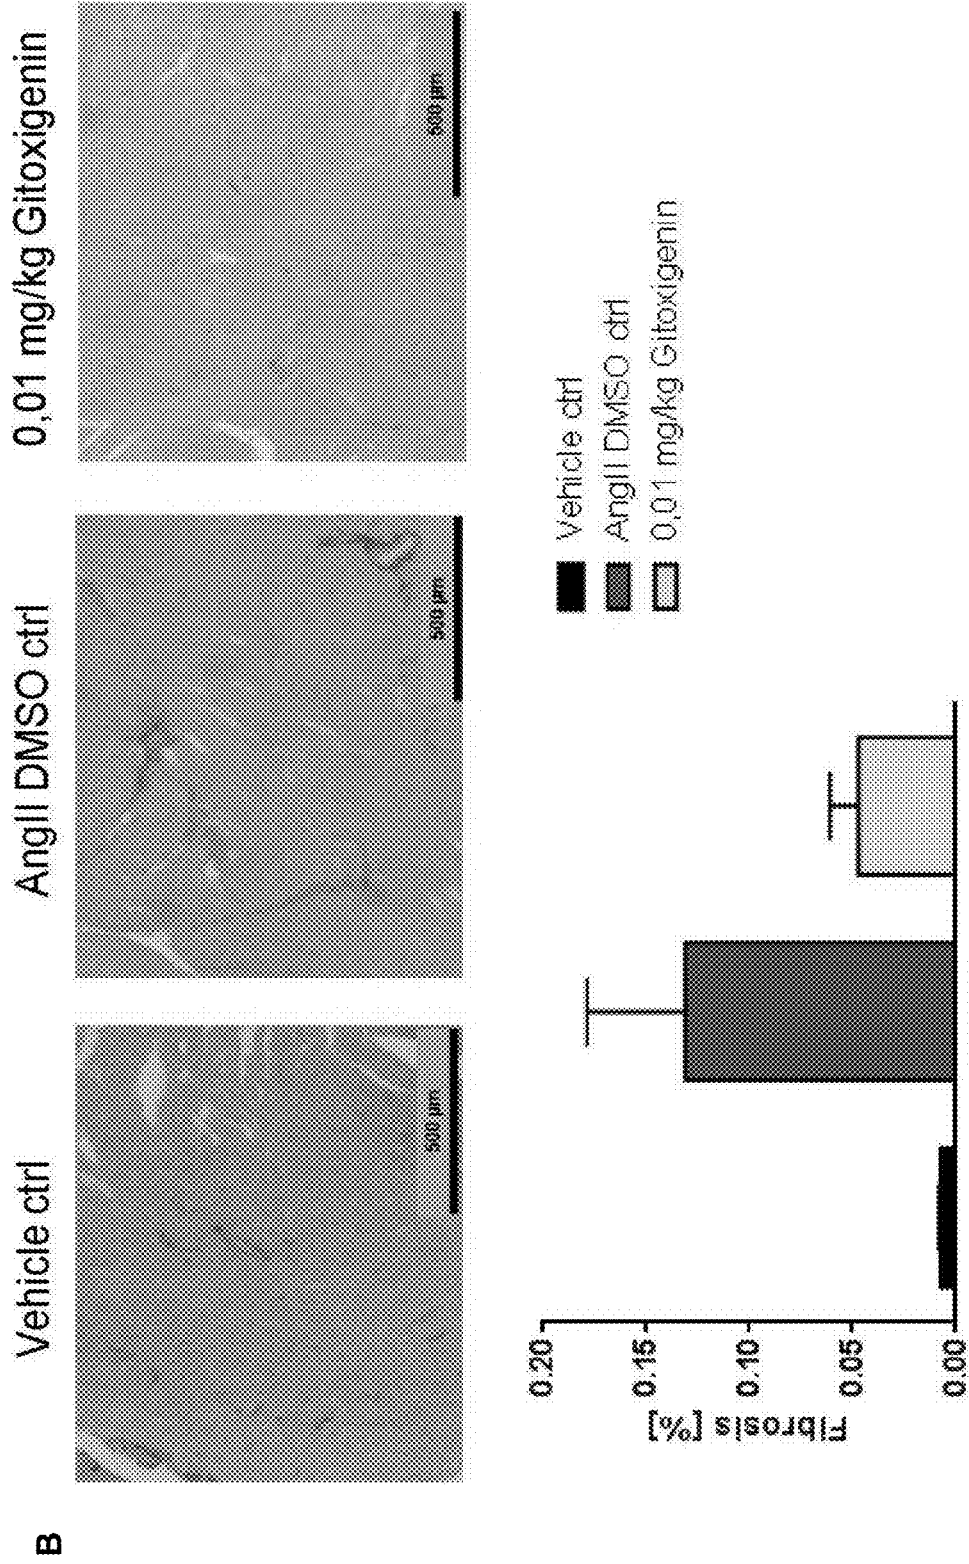 B
Vehicle ctrl
AngII DMSO ctrl
0,01 mg/kg Gitoxigenin
500 µm
500 µm
500 µm
Fibrosis [%]
0.20
0.15
0.10
0.05
0.00
Vehicle ctrl
AngII DMSO ctrl
0,01 mg/kg Gitoxigenin